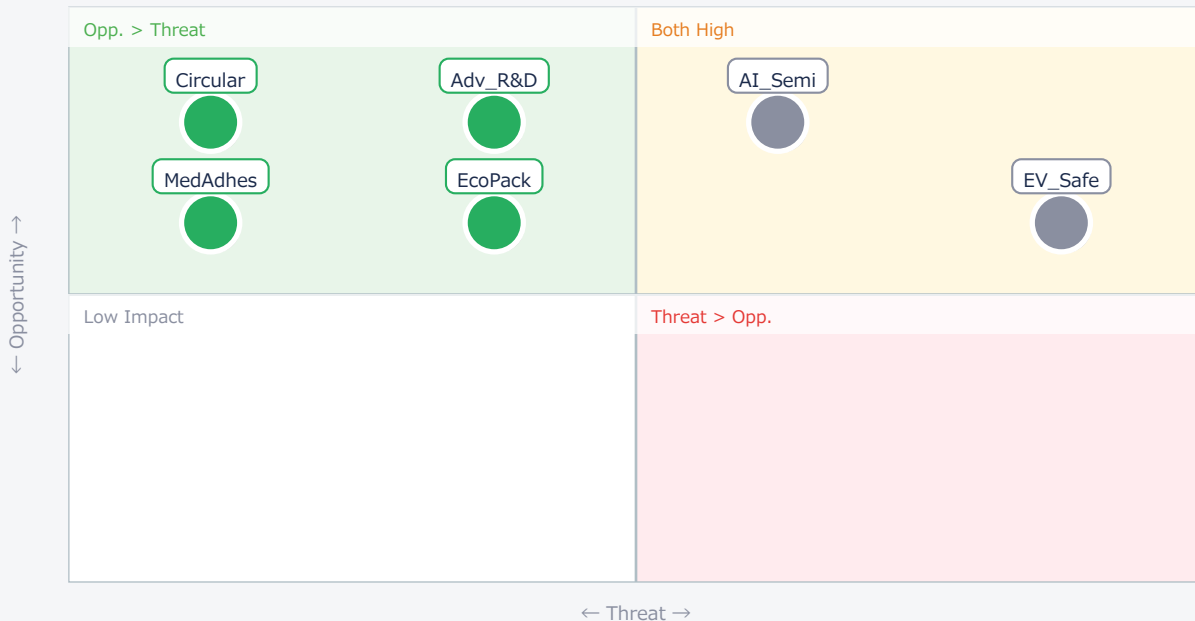 Opp. > Threat
Both High
Circular
Adv_R&D
AI_Semi
MedAdhes
EcoPack
EV_Safe
← Opportunity →
Low Impact
Threat > Opp.
← Threat →